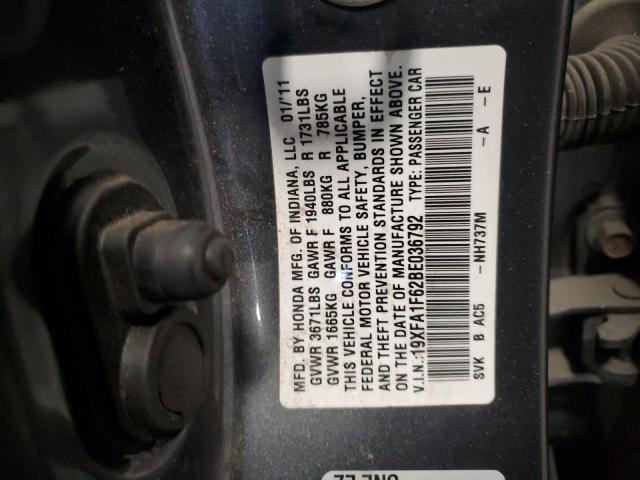 MFD. BY HONDA MFG. OF INDIANA, LLC 01/'11
GVWR 3671LBS GAWR F 1940LBS R 1731LBS
GVWR 1665KG GAWR F 880KG R 785KG
THIS VEHICLE CONFORMS TO ALL APPLICABLE
FEDERAL MOTOR VEHICLE SAFETY, BUMPER,
AND THEFT PREVENTION STANDARDS IN EFFECT
ON THE DATE OF MANUFACTURE SHOWN ABOVE.
V.I.N.:19XFA1F62BE036792 TYPE: PASSENGER CAR
SVK B AC5 -NH737M -A -E